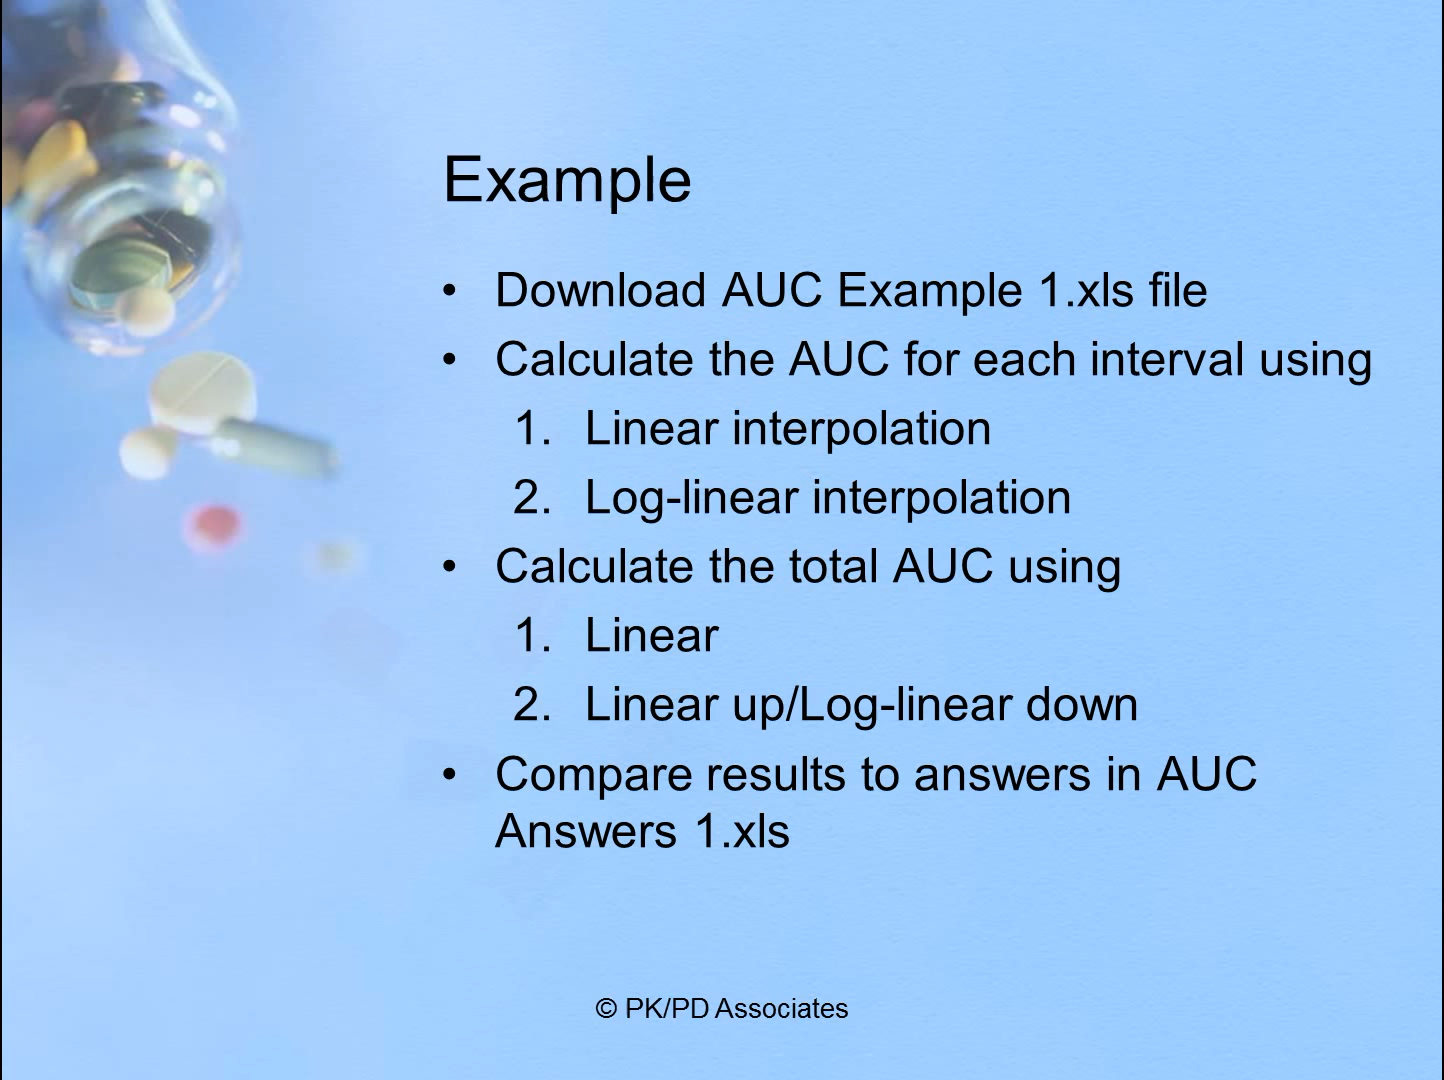 Example
• Download AUC Example 1.xls file
• Calculate the AUC for each interval using
1. Linear interpolation
2. Log-linear interpolation
• Calculate the total AUC using
1. Linear
2. Linear up/Log-linear down
• Compare results to answers in AUC
Answers 1.xls
© PK/PD Associates